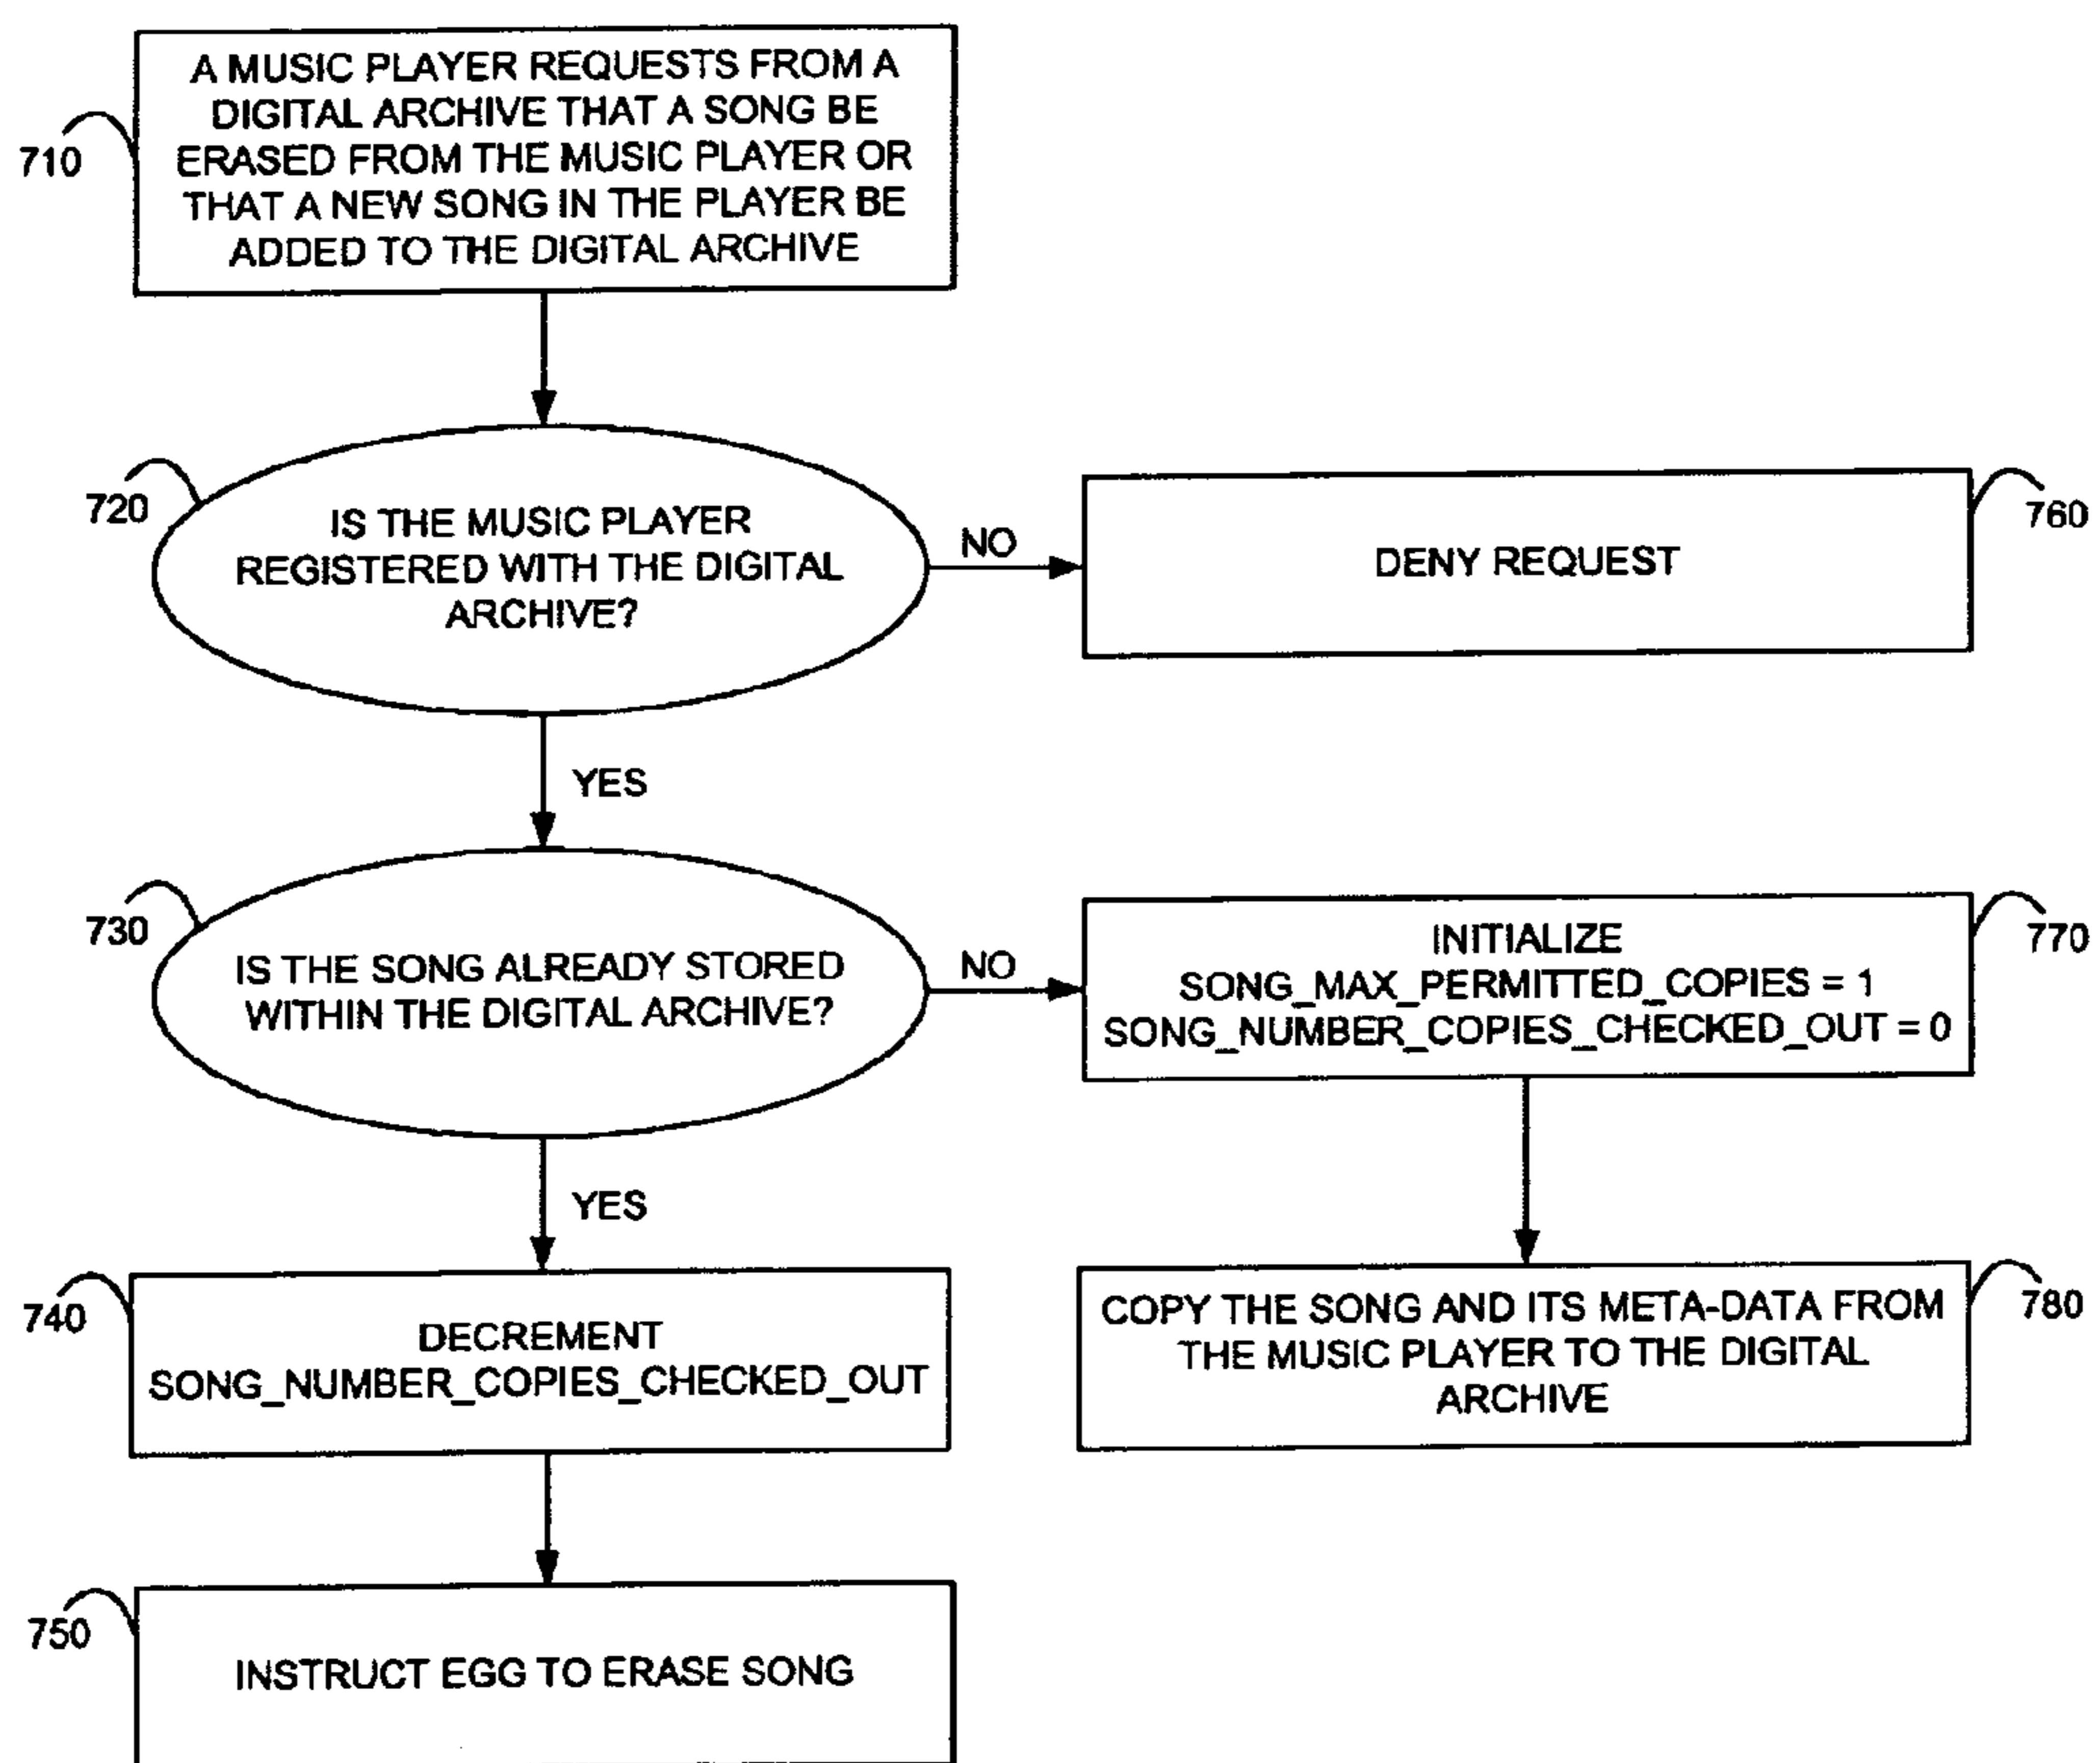 A MUSIC PLAYER REQUESTS FROM A
DIGITAL ARCHIVE THAT A SONG BE
ERASED FROM THE MUSIC PLAYER OR
THAT A NEW SONG IN THE PLAYER BE
ADDED TO THE DIGITAL ARCHIVE
710
720
IS THE MUSIC PLAYER
REGISTERED WITH THE DIGITAL
ARCHIVE?
NO
DENY REQUEST
760
YES
730
IS THE SONG ALREADY STORED
WITHIN THE DIGITAL ARCHIVE?
NO
INITIALIZE
SONG_MAX_PERMITTED_COPIES = 1
SONG_NUMBER_COPIES_CHECKED_OUT = 0
770
YES
740
DECREMENT
SONG_NUMBER_COPIES_CHECKED_OUT
COPY THE SONG AND ITS META-DATA FROM
THE MUSIC PLAYER TO THE DIGITAL
ARCHIVE
780
750
INSTRUCT EGG TO ERASE SONG